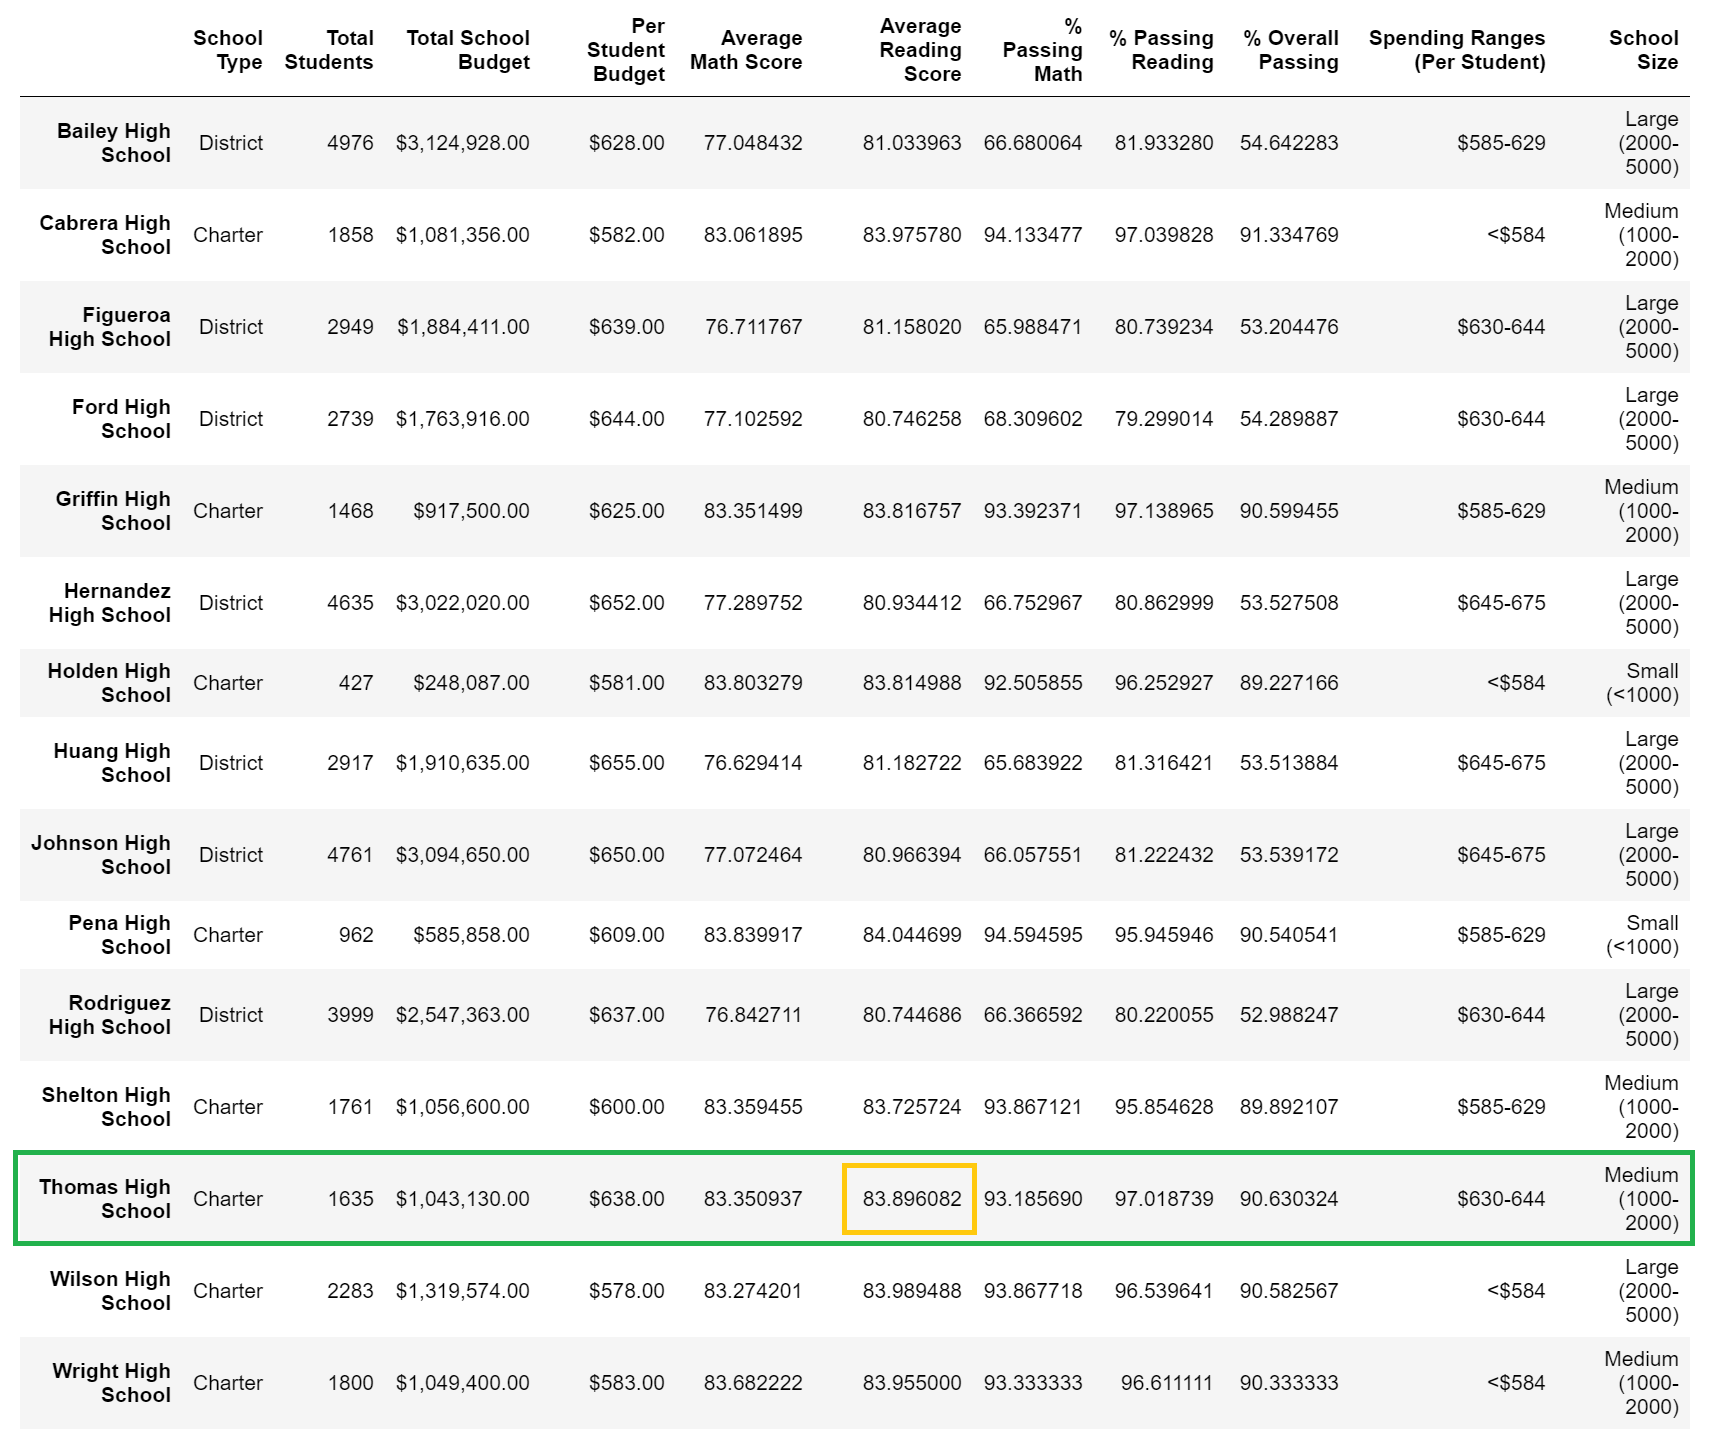 School Type Total Students Total School Budget Per Student Budget Average Math Score Average Reading Score % Passing Math % Passing Reading % Overall Passing Spending Ranges (Per Student) School Size
Bailey High School District 4976 $3,124,928.00 $628.00 77.048432 81.033963 66.680064 81.933280 54.642283 $585-629 Large (2000-5000)
Cabrera High School Charter 1858 $1,081,356.00 $582.00 83.061895 83.975780 94.133477 97.039828 91.334769 <$584 Medium (1000-2000)
Figueroa High School District 2949 $1,884,411.00 $639.00 76.711767 81.158020 65.988471 80.739234 53.204476 $630-644 Large (2000-5000)
Ford High School District 2739 $1,763,916.00 $644.00 77.102592 80.746258 68.309602 79.299014 54.289887 $630-644 Large (2000-5000)
Griffin High School Charter 1468 $917,500.00 $625.00 83.351499 83.816757 93.392371 97.138965 90.599455 $585-629 Medium (1000-2000)
Hernandez High School District 4635 $3,022,020.00 $652.00 77.289752 80.934412 66.752967 80.862999 53.527508 $645-675 Large (2000-5000)
Holden High School Charter 427 $248,087.00 $581.00 83.803279 83.814988 92.505855 96.252927 89.227166 <$584 Small (<1000)
Huang High School District 2917 $1,910,635.00 $655.00 76.629414 81.182722 65.683922 81.316421 53.513884 $645-675 Large (2000-5000)
Johnson High School District 4761 $3,094,650.00 $650.00 77.072464 80.966394 66.057551 81.222432 53.539172 $645-675 Large (2000-5000)
Pena High School Charter 962 $585,858.00 $609.00 83.839917 84.044699 94.594595 95.945946 90.540541 $585-629 Small (<1000)
Rodriguez High School District 3999 $2,547,363.00 $637.00 76.842711 80.744686 66.366592 80.220055 52.988247 $630-644 Large (2000-5000)
Shelton High School Charter 1761 $1,056,600.00 $600.00 83.359455 83.725724 93.867121 95.854628 89.892107 $585-629 Medium (1000-2000)
Thomas High School Charter 1635 $1,043,130.00 $638.00 83.350937 83.896082 93.185690 97.018739 90.630324 $630-644 Medium (1000-2000)
Wilson High School Charter 2283 $1,319,574.00 $578.00 83.274201 83.989488 93.867718 96.539641 90.582567 <$584 Large (2000-5000)
Wright High School Charter 1800 $1,049,400.00 $583.00 83.682222 83.955000 93.333333 96.611111 90.333333 <$584 Medium (1000-2000)